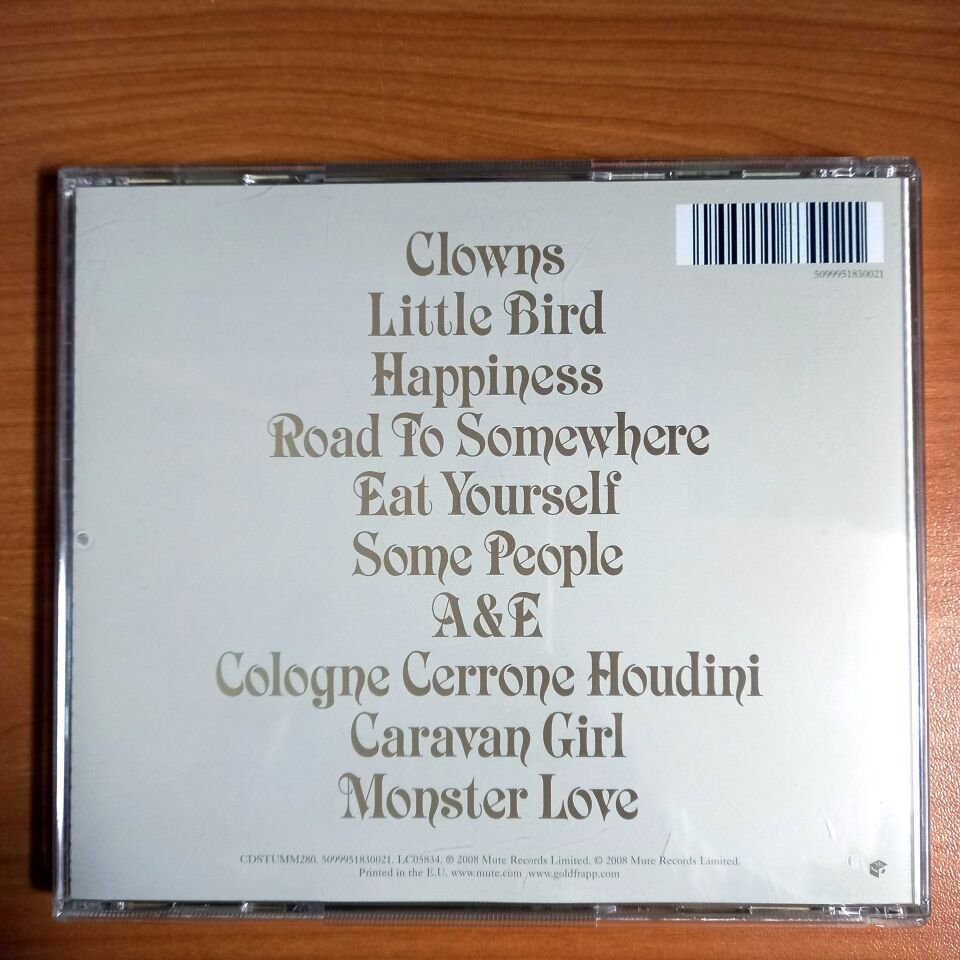 5099951830021
Clowns
Little Bird
Happiness
Road To Somewhere
Eat Yourself
Some People
A&E
Cologne Cerrone Houdini
Caravan Girl
Monster Love
CDSTUMM280. 5099951830021. LC05834. ℗ 2008 Mute Records Limited. © 2008 Mute Records Limited.
Printed in the E.U. www.mute.com www.goldfrapp.com